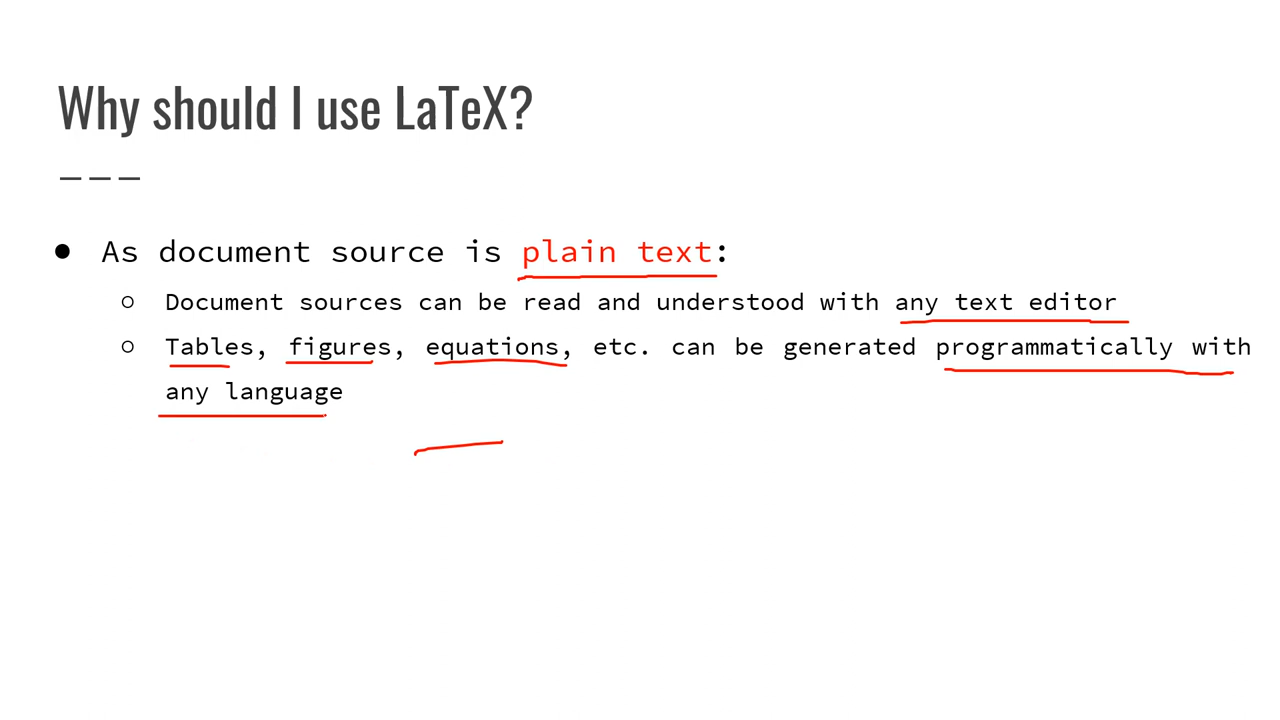 Why should I use LaTeX?
● As document source is plain text:
○ Document sources can be read and understood with any text editor
○ Tables, figures, equations, etc. can be generated programmatically with
any language